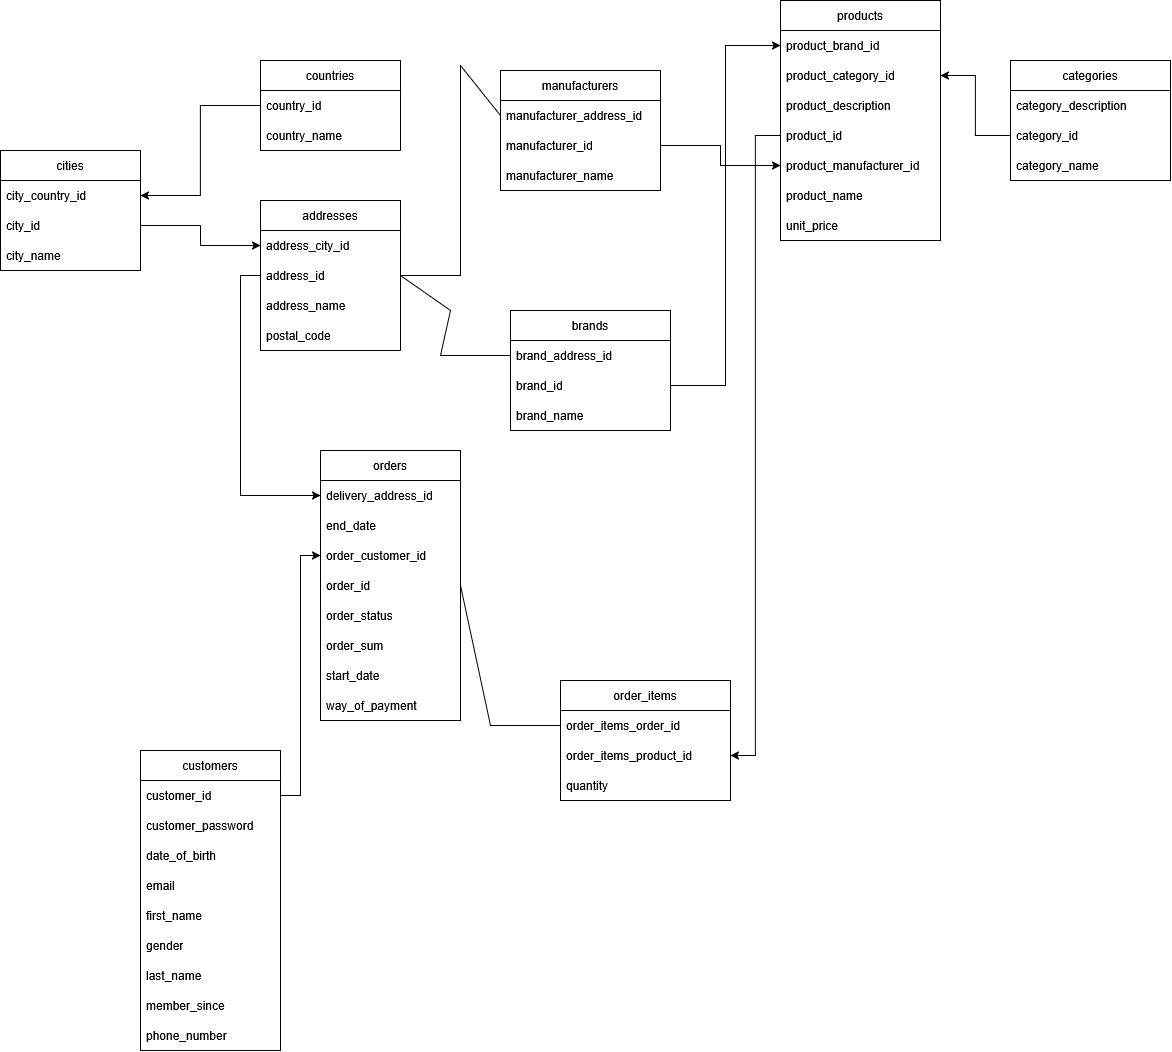 products
product_brand_id
product_category_id
product_description
product_id
product_manufacturer_id
product_name
unit_price
countries
country_id
country_name
categories
category_description
category_id
category_name
manufacturers
manufacturer_address_id
manufacturer_id
manufacturer_name
cities
city_country_id
city_id
city_name
addresses
address_city_id
address_id
address_name
postal_code
brands
brand_address_id
brand_id
brand_name
orders
delivery_address_id
end_date
order_customer_id
order_id
order_status
order_sum
start_date
way_of_payment
order_items
order_items_order_id
order_items_product_id
quantity
customers
customer_id
customer_password
date_of_birth
email
first_name
gender
last_name
member_since
phone_number